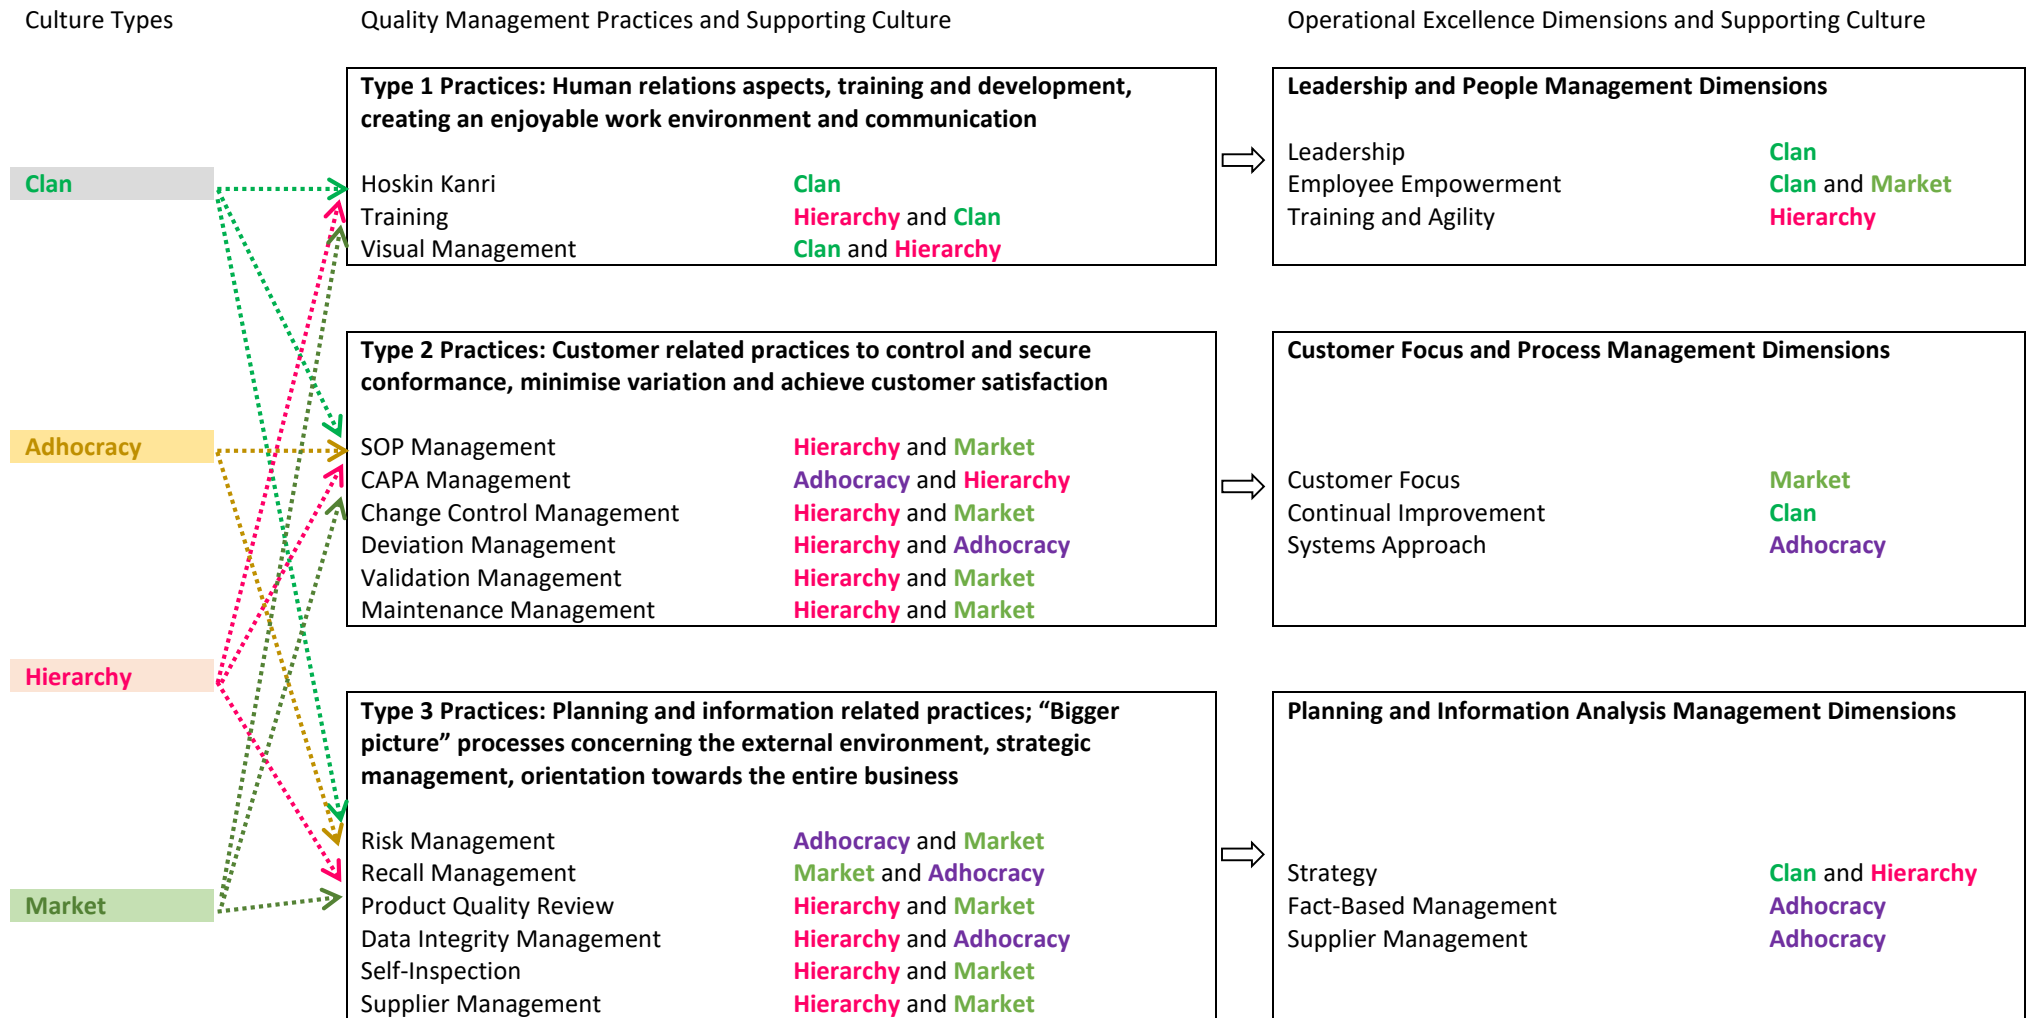 Culture Types
Quality Management Practices and Supporting Culture
Operational Excellence Dimensions and Supporting Culture
Clan
Adhocracy
Hierarchy
Market
Type 1 Practices: Human relations aspects, training and development,
creating an enjoyable work environment and communication
Hoskin Kanri Clan
Training Hierarchy and Clan
Visual Management Clan and Hierarchy
Leadership and People Management Dimensions
Leadership Clan
Employee Empowerment Clan and Market
Training and Agility Hierarchy
Type 2 Practices: Customer related practices to control and secure
conformance, minimise variation and achieve customer satisfaction
SOP Management Hierarchy and Market
CAPA Management Adhocracy and Hierarchy
Change Control Management Hierarchy and Market
Deviation Management Hierarchy and Adhocracy
Validation Management Hierarchy and Market
Maintenance Management Hierarchy and Market
Customer Focus and Process Management Dimensions
Customer Focus Market
Continual Improvement Clan
Systems Approach Adhocracy
Type 3 Practices: Planning and information related practices; “Bigger
picture” processes concerning the external environment, strategic
management, orientation towards the entire business
Risk Management Adhocracy and Market
Recall Management Market and Adhocracy
Product Quality Review Hierarchy and Market
Data Integrity Management Hierarchy and Adhocracy
Self-Inspection Hierarchy and Market
Supplier Management Hierarchy and Market
Planning and Information Analysis Management Dimensions
Strategy Clan and Hierarchy
Fact-Based Management Adhocracy
Supplier Management Adhocracy